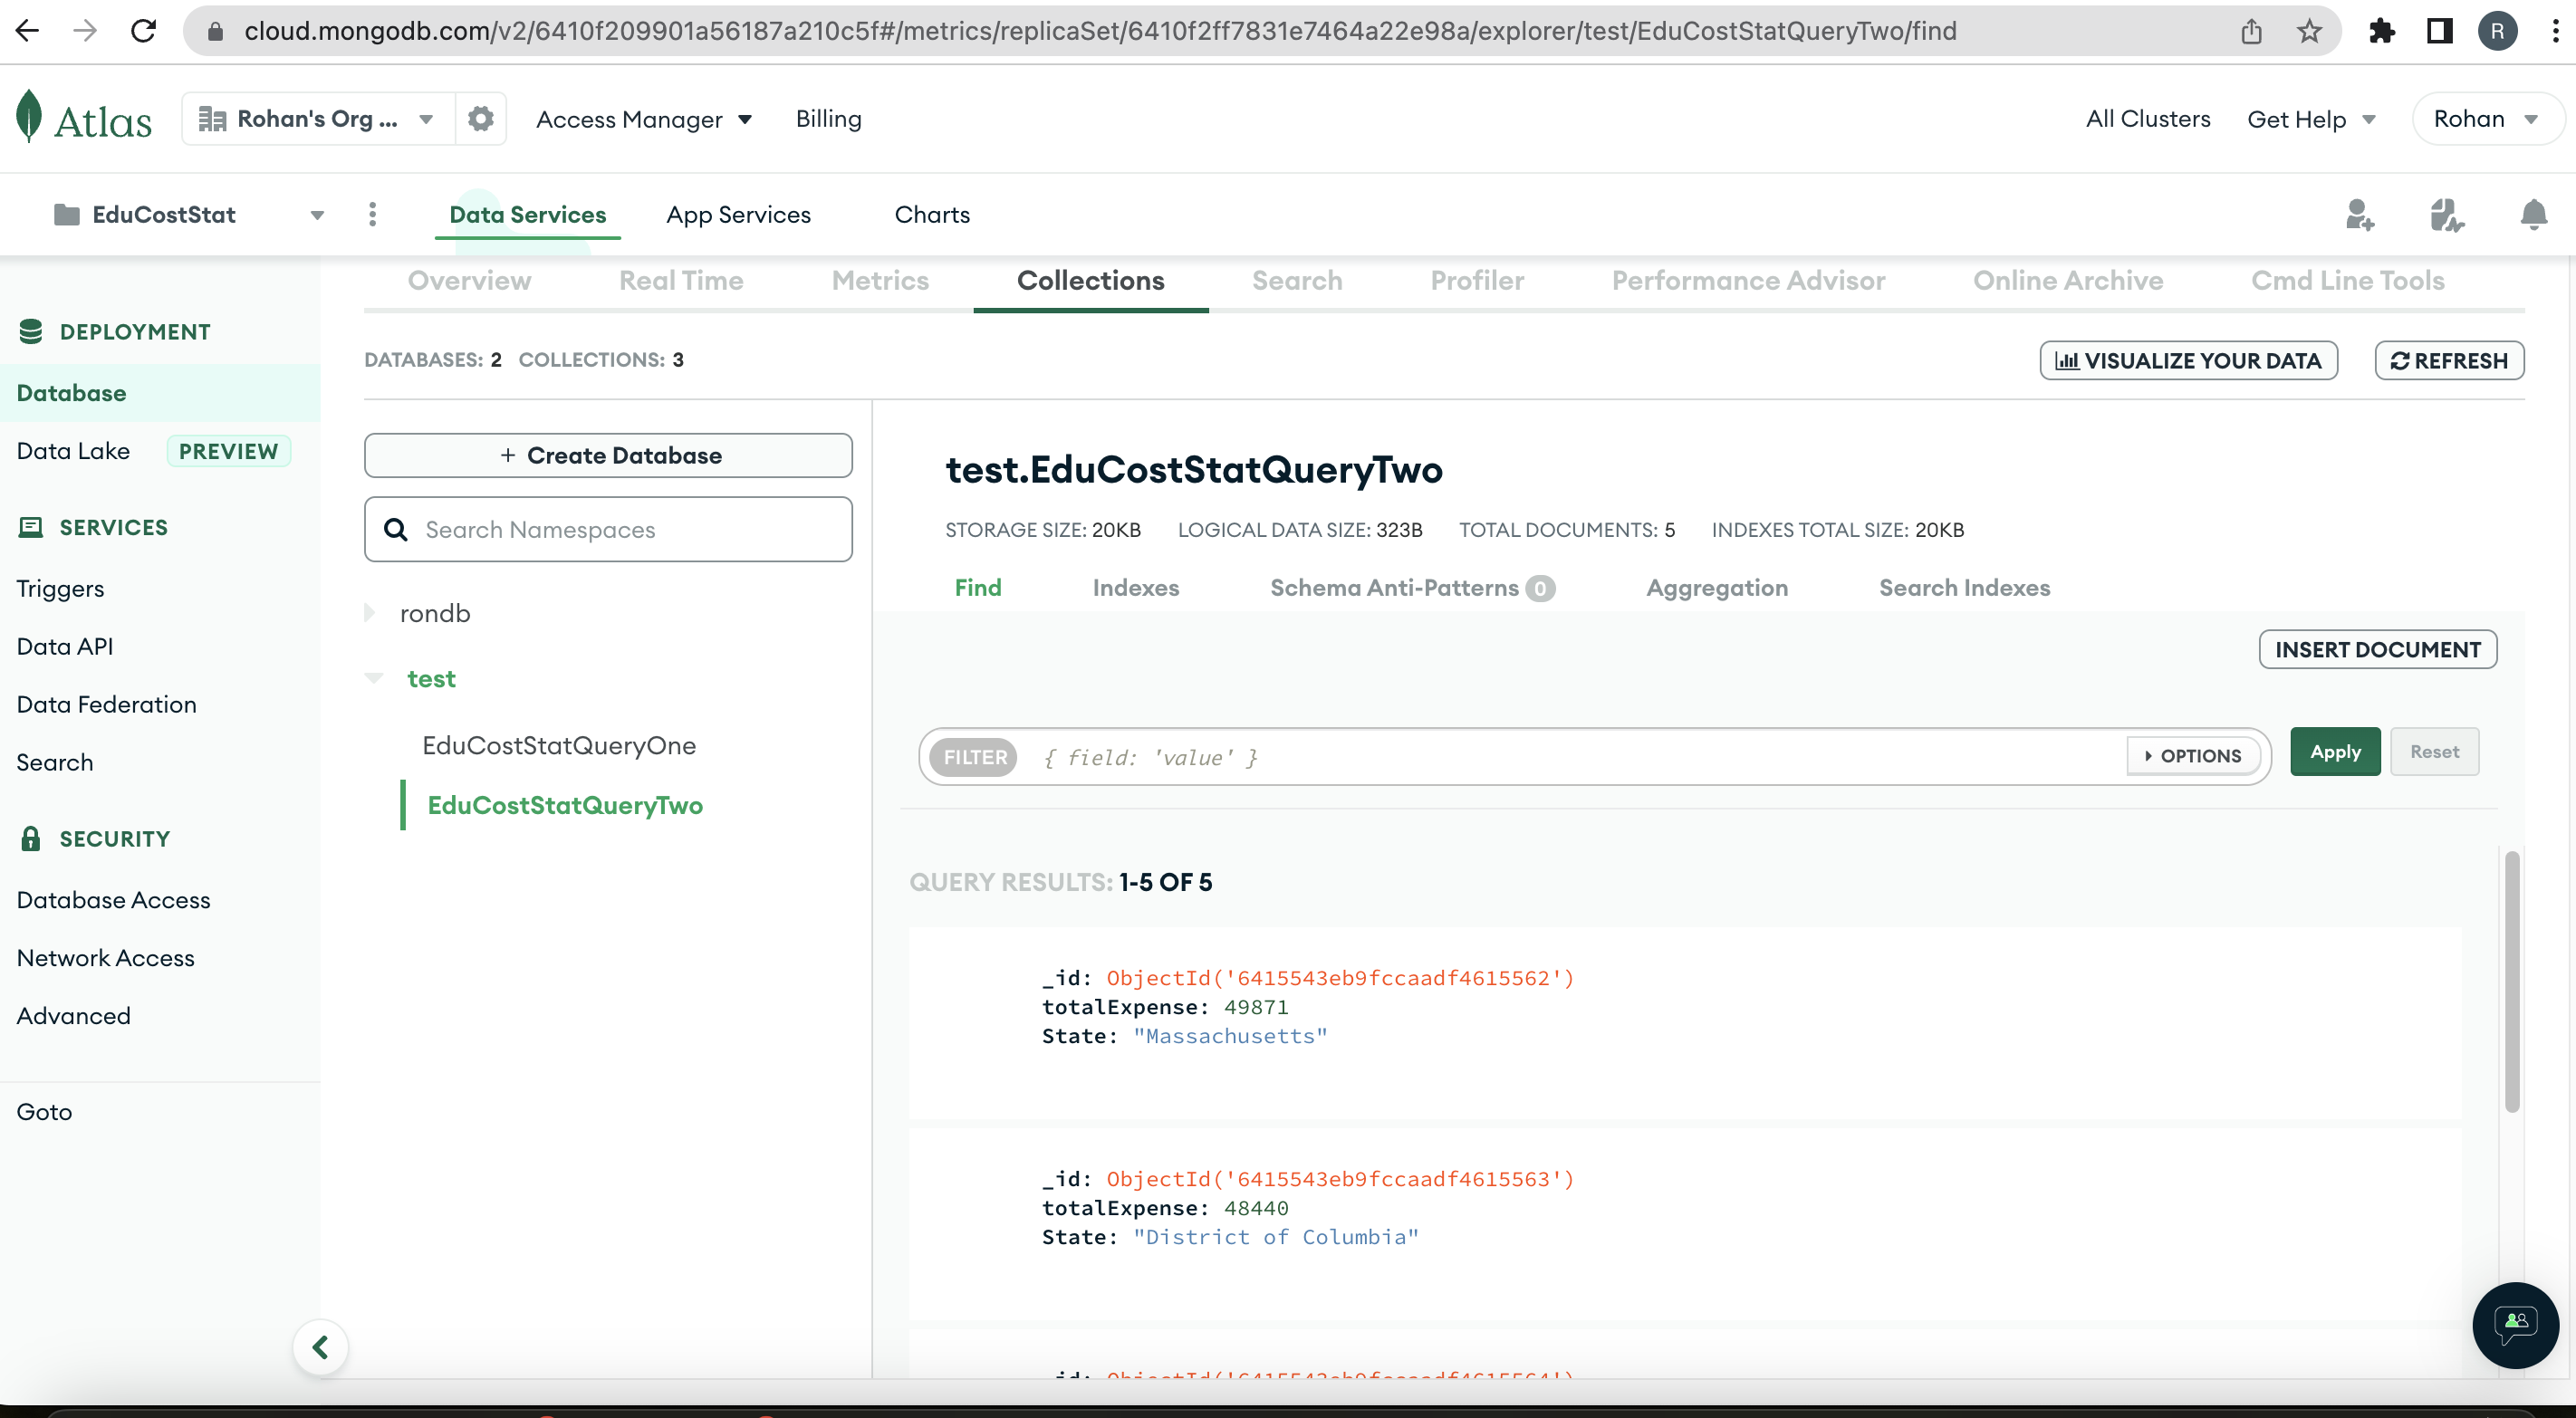 cloud.mongodb.com/v2/6410f209901a56187a210c5f#/metrics/replicaSet/6410f2ff7831e7464a22e98a/explorer/test/EduCostStatQueryTwo/find
R
Atlas
Rohan's Org ...
Access Manager
Billing
All Clusters
Get Help
Rohan
EduCostStat
Data Services
App Services
Charts
Overview
Real Time
Metrics
Collections
Search
Profiler
Performance Advisor
Online Archive
Cmd Line Tools
DEPLOYMENT
Database
Data Lake
PREVIEW
SERVICES
Triggers
Data API
Data Federation
Search
SECURITY
Database Access
Network Access
Advanced
Goto
DATABASES: 2 COLLECTIONS: 3
VISUALIZE YOUR DATA
REFRESH
+ Create Database
Search Namespaces
rondb
test
EduCostStatQueryOne
EduCostStatQueryTwo
test.EduCostStatQueryTwo
STORAGE SIZE: 20KB LOGICAL DATA SIZE: 323B TOTAL DOCUMENTS: 5 INDEXES TOTAL SIZE: 20KB
Find
Indexes
Schema Anti-Patterns 0
Aggregation
Search Indexes
INSERT DOCUMENT
FILTER
{ field: 'value' }
OPTIONS
Apply
Reset
QUERY RESULTS: 1-5 OF 5
_id: ObjectId('6415543eb9fccaadf4615562')
totalExpense: 49871
State: "Massachusetts"
_id: ObjectId('6415543eb9fccaadf4615563')
totalExpense: 48440
State: "District of Columbia"
_id: ObjectId('6415543eb9fccaadf4615564')